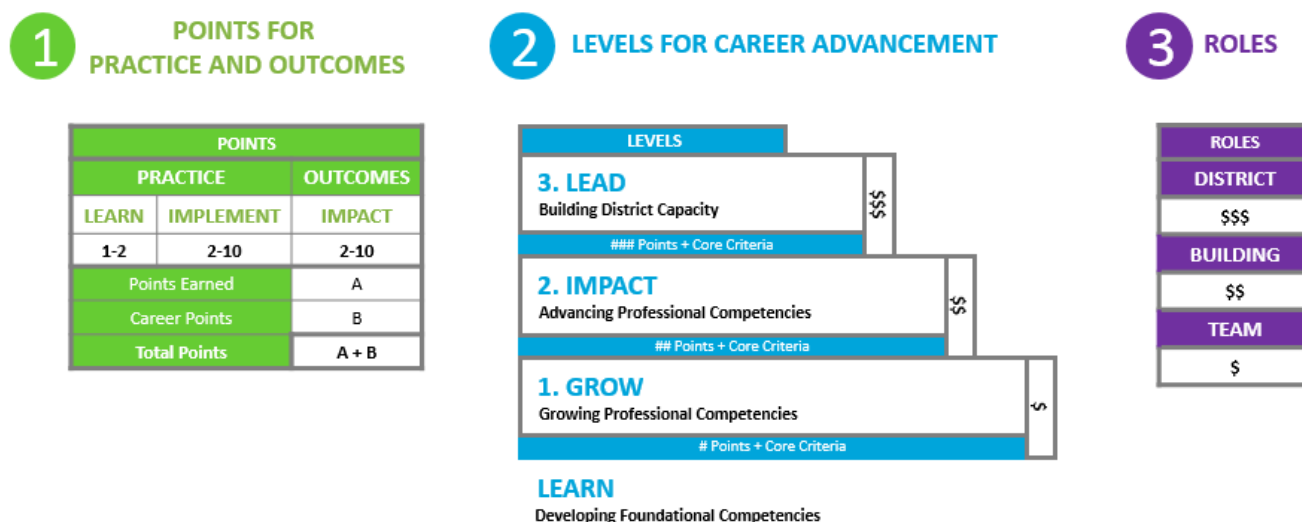 1
POINTS FOR
PRACTICE AND OUTCOMES
POINTS
PRACTICE OUTCOMES
LEARN IMPLEMENT IMPACT
1-2 2-10 2-10
Points Earned A
Career Points B
Total Points A + B
2
LEVELS FOR CAREER ADVANCEMENT
LEVELS
3. LEAD
Building District Capacity
$$$
### Points + Core Criteria
2. IMPACT
Advancing Professional Competencies
$$
## Points + Core Criteria
1. GROW
Growing Professional Competencies
$
# Points + Core Criteria
LEARN
Developing Foundational Competencies
3
ROLES
ROLES
DISTRICT
$$$
BUILDING
$$
TEAM
$